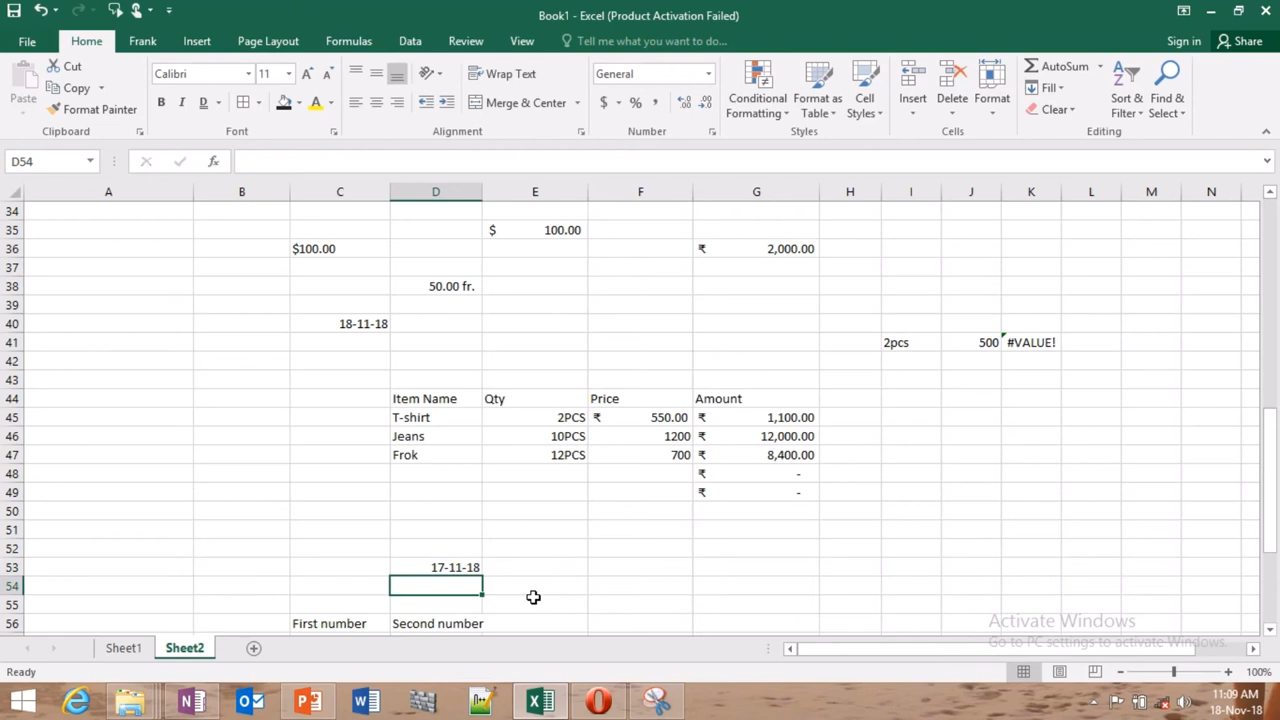 Book1 - Excel (Product Activation Failed)
File Home Frank Insert Page Layout Formulas Data Review View Tell me what you want to do... Sign in Share
Paste Cut Copy Format Painter Clipboard
Calibri 11 B I D A Font
Wrap Text Merge & Center Alignment
General $ % , Number
Conditional Formatting Format as Table Cell Styles Styles
Insert Delete Format Cells
AutoSum Fill Clear Sort & Filter Find & Select Editing
D54 fx
A B C D E F G H I J K L M N
34
35 $ 100.00
36 $100.00 ₹ 2,000.00
37
38 50.00 fr.
39
40 18-11-18
41 2pcs 500 #VALUE!
42
43
44 Item Name Qty Price Amount
45 T-shirt 2PCS ₹ 550.00 ₹ 1,100.00
46 Jeans 10PCS 1200 ₹ 12,000.00
47 Frok 12PCS 700 ₹ 8,400.00
48 ₹ -
49 ₹ -
50
51
52
53 17-11-18
54
55
56 First number Second number
Activate Windows
Go to PC settings to activate Windows.
Sheet1 Sheet2
Ready 100%
11:09 AM
18-Nov-18